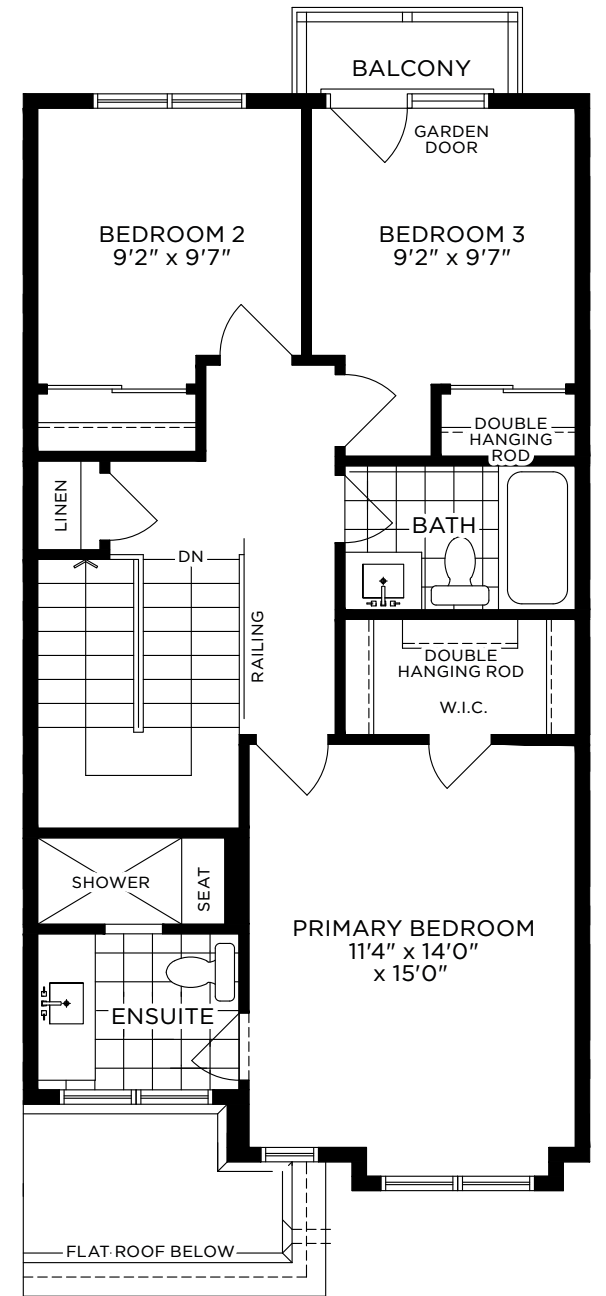 BALCONY
GARDEN
DOOR
BEDROOM 2
9'2" x 9'7"
BEDROOM 3
9'2" x 9'7"
DOUBLE
HANGING
ROD
LINEN
BATH
DN
RAILING
DOUBLE
HANGING ROD
W.I.C.
SHOWER
SEAT
PRIMARY BEDROOM
11'4" x 14'0"
x 15'0"
ENSUITE
FLAT ROOF BELOW